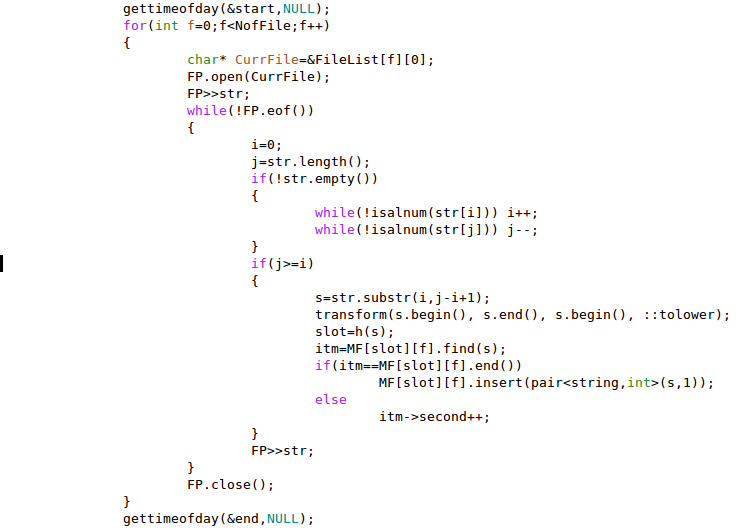 gettimeofday(&start,NULL);
for(int f=0;f<NofFile;f++)
{
char* CurrFile=&FileList[f][0];
FP.open(CurrFile);
FP>>str;
while(!FP.eof())
{
i=0;
j=str.length();
if(!str.empty())
{
while(!isalnum(str[i])) i++;
while(!isalnum(str[j])) j--;
}
if(j>=i)
{
s=str.substr(i,j-i+1);
transform(s.begin(), s.end(), s.begin(), ::tolower);
slot=h(s);
itm=MF[slot][f].find(s);
if(itm==MF[slot][f].end())
MF[slot][f].insert(pair<string,int>(s,1));
else
itm->second++;
}
FP>>str;
}
FP.close();
}
gettimeofday(&end,NULL);